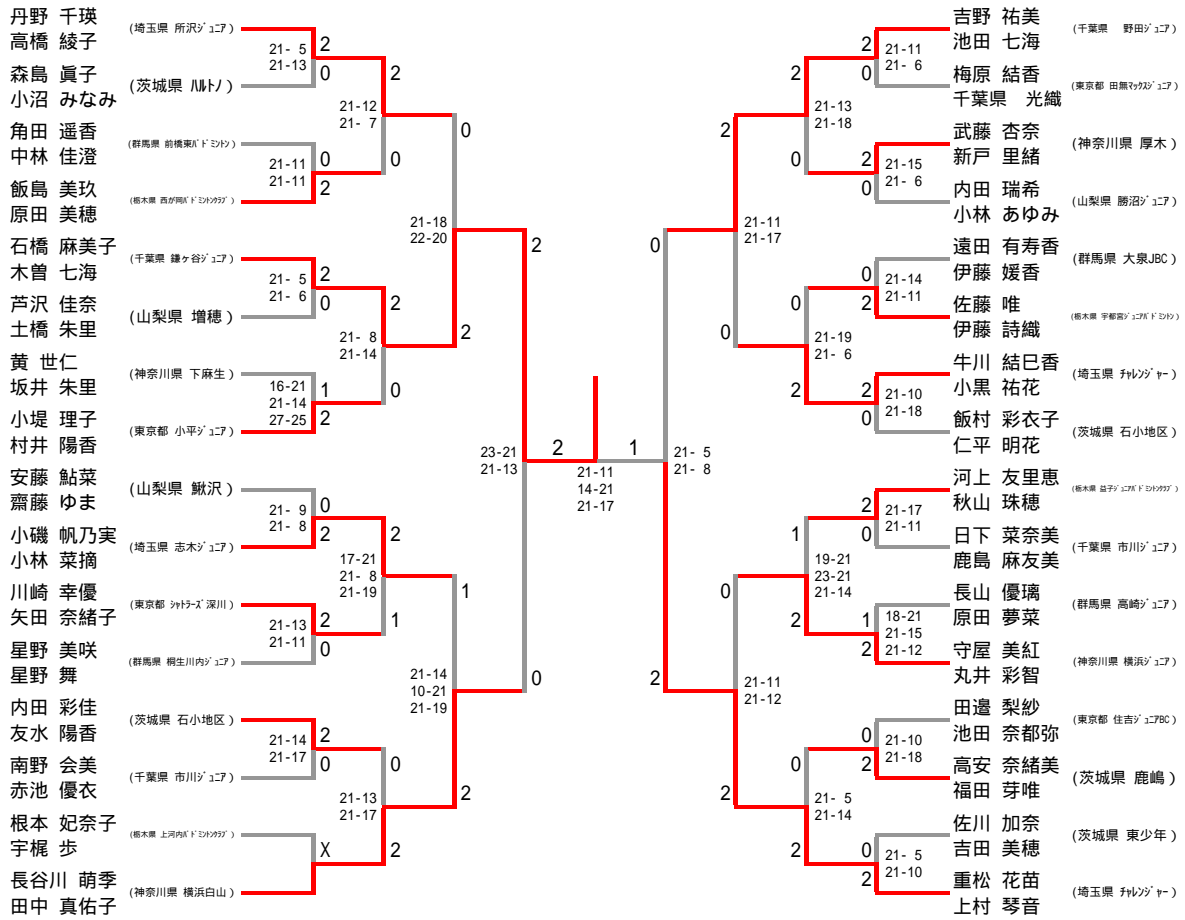 丹野 千瑛
高橋 綾子
(埼玉県 所沢ジュニア)
21- 5
21-13
2
0
森島 眞子
小沼 みなみ
(茨城県 ハルトノ)
2
21-12
21- 7
0
角田 遥香
中林 佳澄
(群馬県 前橋東バドミントン)
21-11
21-11
0
2
飯島 美玖
原田 美穂
(栃木県 西が岡バドミントンクラブ)
0
21-18
22-20
2
石橋 麻美子
木曽 七海
(千葉県 鎌ヶ谷ジュニア)
21- 5
21- 6
2
0
芦沢 佳奈
土橋 朱里
(山梨県 増穂)
2
21- 8
21-14
0
黄 世仁
坂井 朱里
(神奈川県 下麻生)
16-21
21-14
27-25
1
2
小堤 理子
村井 陽香
(東京都 小平ジュニア)
2
23-21
21-13
0
安藤 鮎菜
齋藤 ゆま
(山梨県 鰍沢)
21- 9
21- 8
0
2
小磯 帆乃実
小林 菜摘
(埼玉県 志木ジュニア)
2
17-21
21- 8
21-19
1
川崎 幸優
矢田 奈緒子
(東京都 シャトラーズ深川)
21-13
21-11
2
0
星野 美咲
星野 舞
(群馬県 桐生川内ジュニア)
1
21-14
10-21
21-19
2
内田 彩佳
友水 陽香
(茨城県 石小地区)
21-14
21-17
2
0
南野 会美
赤池 優衣
(千葉県 市川ジュニア)
0
21-13
21-17
2
根本 妃奈子
宇梶 歩
(栃木県 上河内バドミントンクラブ)
X
長谷川 萌季
田中 真佑子
(神奈川県 横浜白山)
2
1
21-11
14-21
21-17
吉野 祐美
池田 七海
(千葉県 野田ジュニア)
2
0
21-11
21- 6
梅原 結香
千葉県 光織
(東京都 田無マックスジュニア)
2
21-13
21-18
0
武藤 杏奈
新戸 里緒
(神奈川県 厚木)
2
0
21-15
21- 6
内田 瑞希
小林 あゆみ
(山梨県 勝沼ジュニア)
2
21-11
21-17
0
遠田 有寿香
伊藤 媛香
(群馬県 大泉JBC)
0
2
21-14
21-11
佐藤 唯
伊藤 詩織
(栃木県 宇都宮ジュニアバドミントン)
0
21-19
21- 6
2
牛川 結巳香
小黒 祐花
(埼玉県 チャレンジャー)
2
0
21-10
21-18
飯村 彩衣子
仁平 明花
(茨城県 石小地区)
0
21- 5
21- 8
2
河上 友里恵
秋山 珠穂
(栃木県 益子ジュニアバドミントンクラブ)
2
0
21-17
21-11
日下 菜奈美
鹿島 麻友美
(千葉県 市川ジュニア)
1
19-21
23-21
21-14
2
長山 優璃
原田 夢菜
(群馬県 高崎ジュニア)
1
2
18-21
21-15
21-12
守屋 美紅
丸井 彩智
(神奈川県 横浜ジュニア)
0
21-11
21-12
2
田邉 梨紗
池田 奈都弥
(東京都 住吉ジュニアBC)
0
2
21-10
21-18
高安 奈緒美
福田 芽唯
(茨城県 鹿嶋)
0
21- 5
21-14
2
佐川 加奈
吉田 美穂
(茨城県 東少年)
0
2
21- 5
21-10
重松 花苗
上村 琴音
(埼玉県 チャレンジャー)